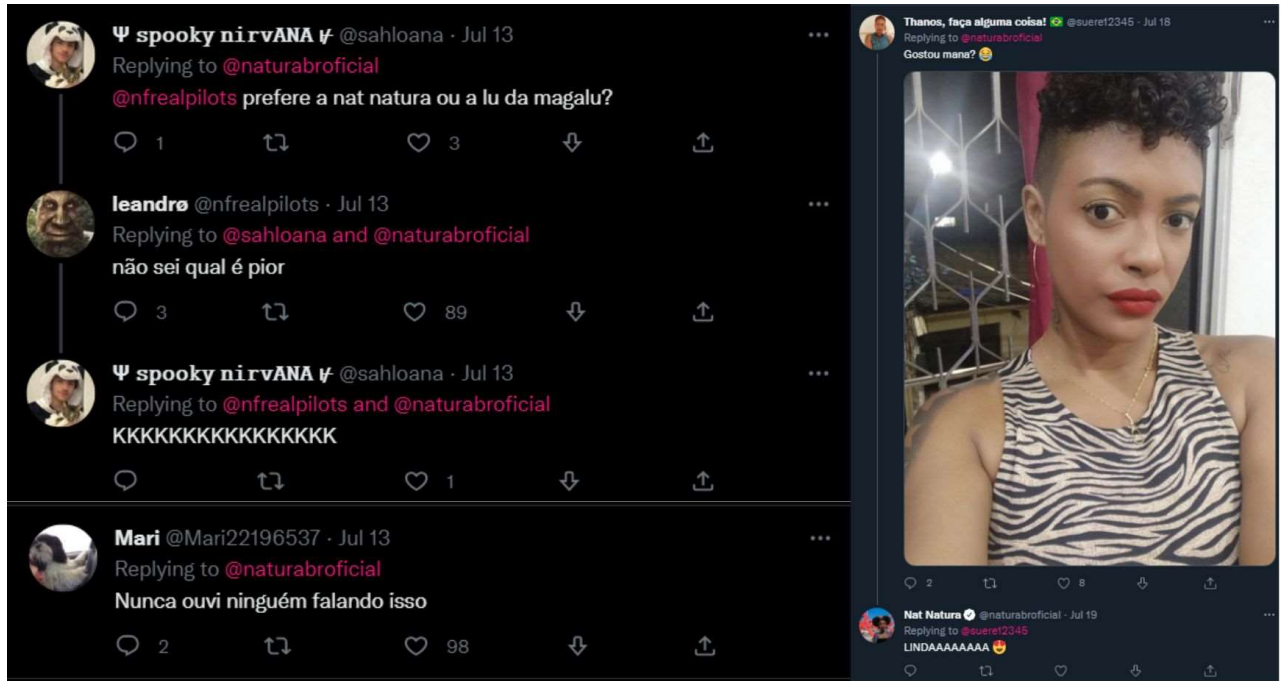 Ψ spooky nirvANA ⴸ @sahloana · Jul 13
Replying to @naturabroficial
@nfrealpilots prefere a nat natura ou a lu da magalu?
1 3
leandrø @nfrealpilots · Jul 13
Replying to @sahloana and @naturabroficial
não sei qual é pior
3 89
Ψ spooky nirvANA ⴸ @sahloana · Jul 13
Replying to @nfrealpilots and @naturabroficial
KKKKKKKKKKKKKKKK
1
Mari @Mari22196537 · Jul 13
Replying to @naturabroficial
Nunca ouvi ninguém falando isso
2 98
Thanos, faça alguma coisa! 🇧🇷 @sueret12345 · Jul 18
Replying to @naturabroficial
Gostou mana? 😂
2 8
Nat Natura @naturabroficial · Jul 19
Replying to @sueret12345
LINDAAAAAAAA 😍